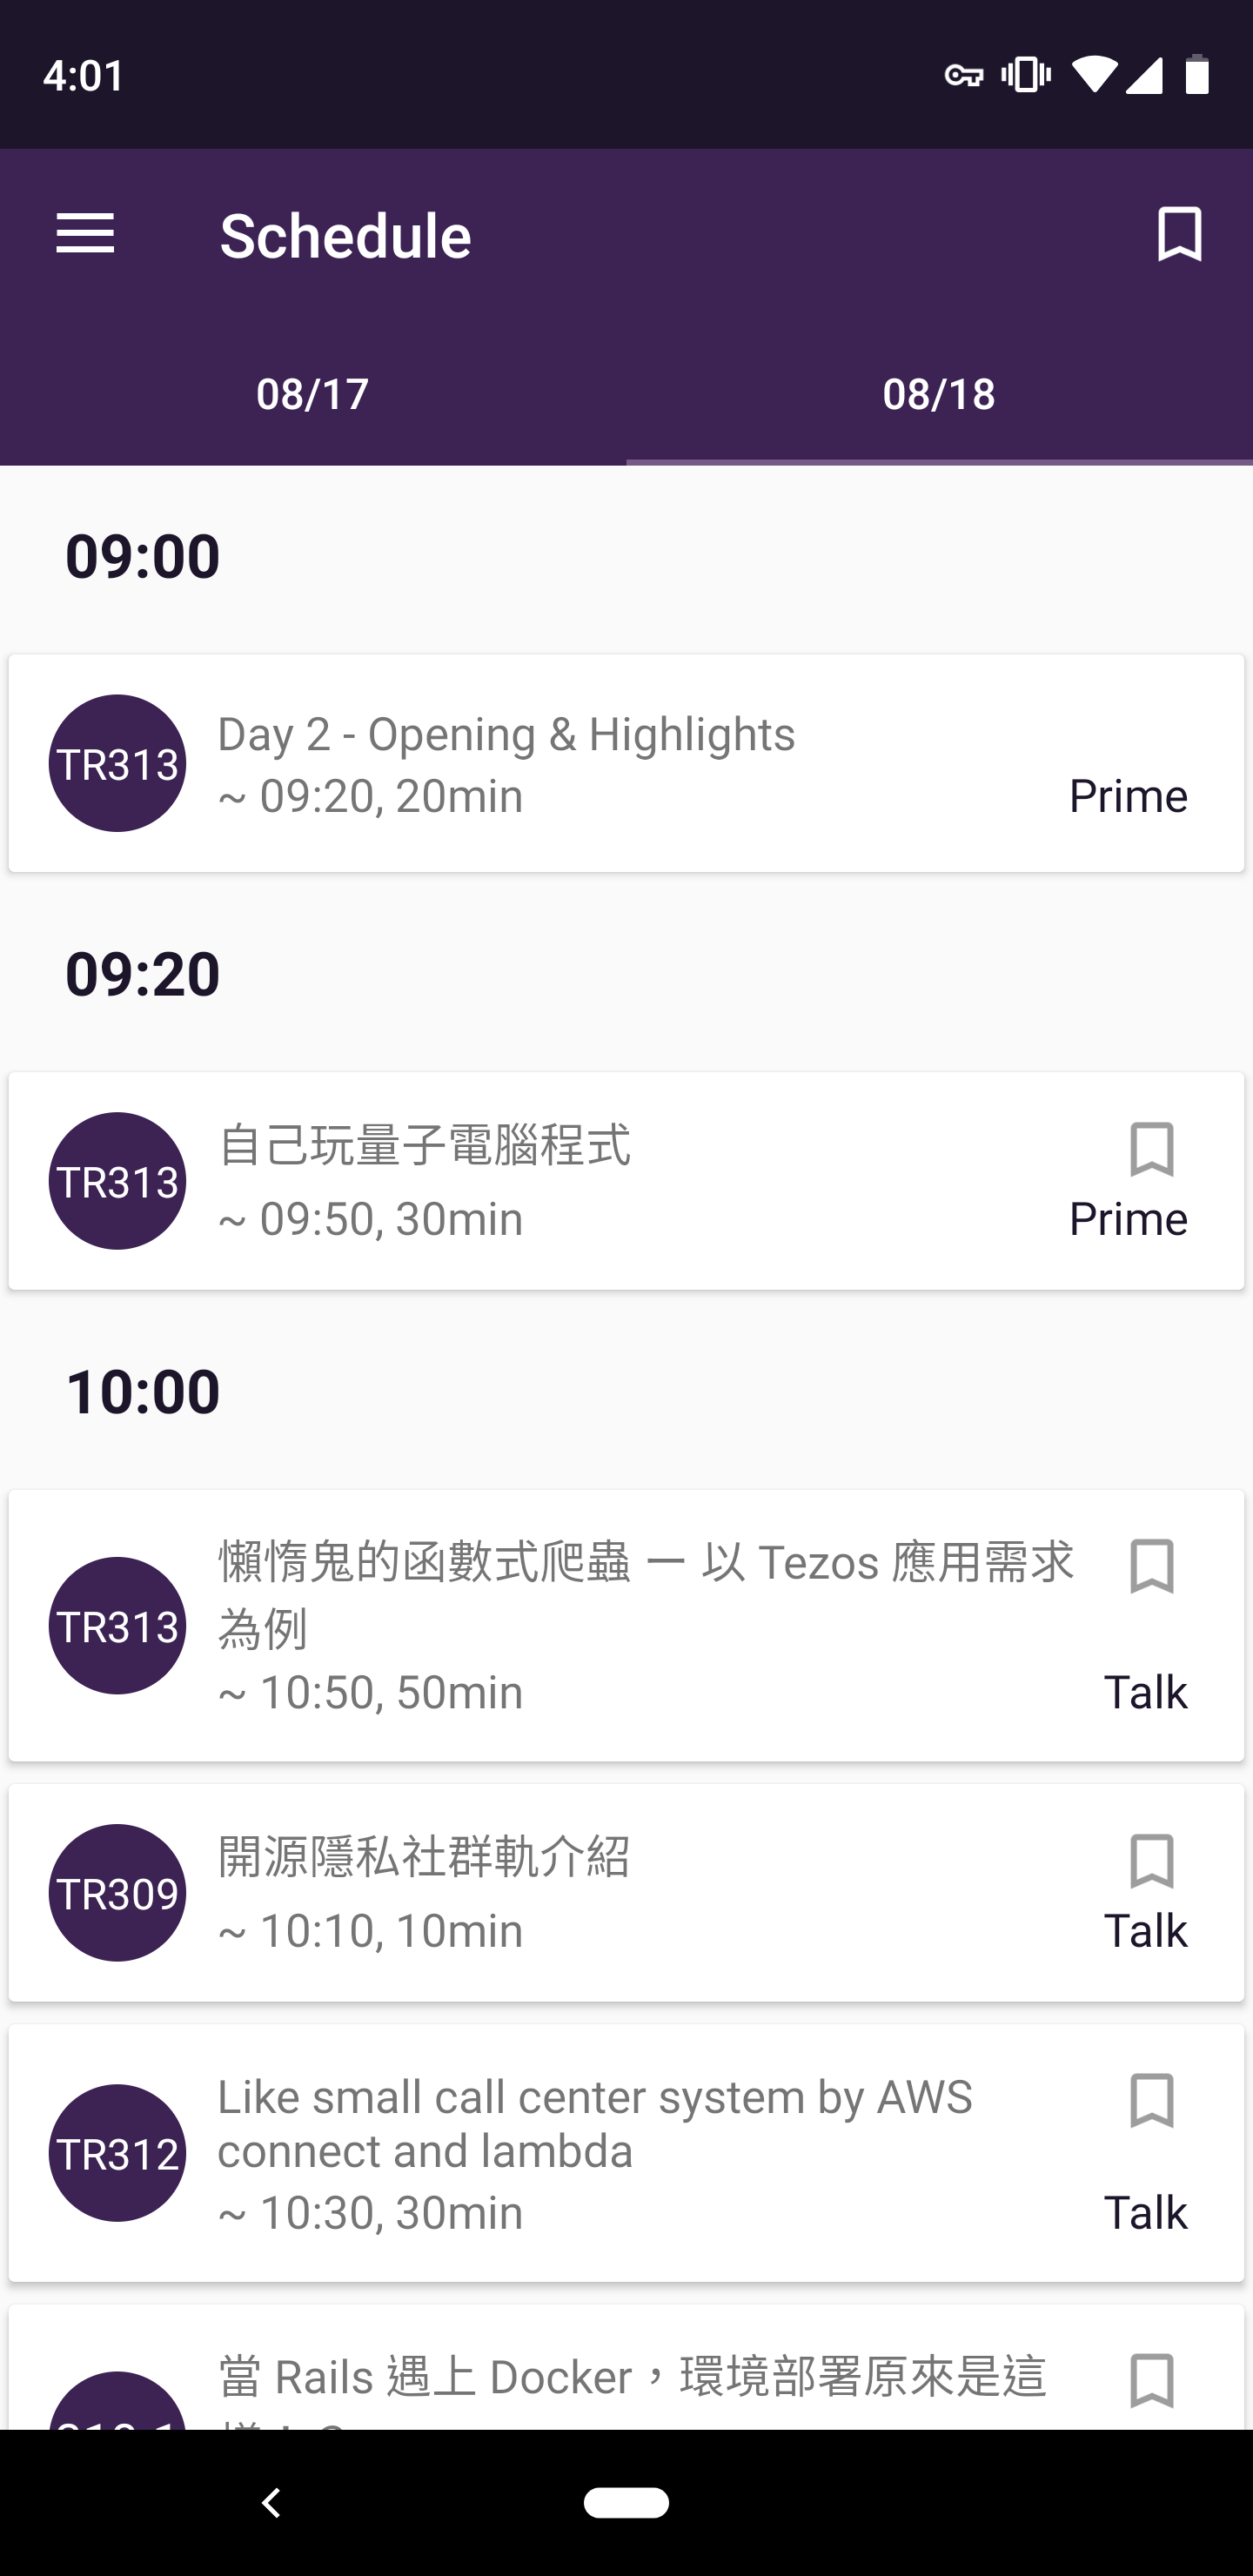 4:01
Schedule
08/17
08/18
09:00
TR313
Day 2 - Opening & Highlights
~ 09:20, 20min
Prime
09:20
TR313
自己玩量子電腦程式
~ 09:50, 30min
Prime
10:00
TR313
懶惰鬼的函數式爬蟲 一 以 Tezos 應用需求
為例
~ 10:50, 50min
Talk
TR309
開源隱私社群軌介紹
~ 10:10, 10min
Talk
TR312
Like small call center system by AWS
connect and lambda
~ 10:30, 30min
Talk
當 Rails 遇上 Docker，環境部署原來是這